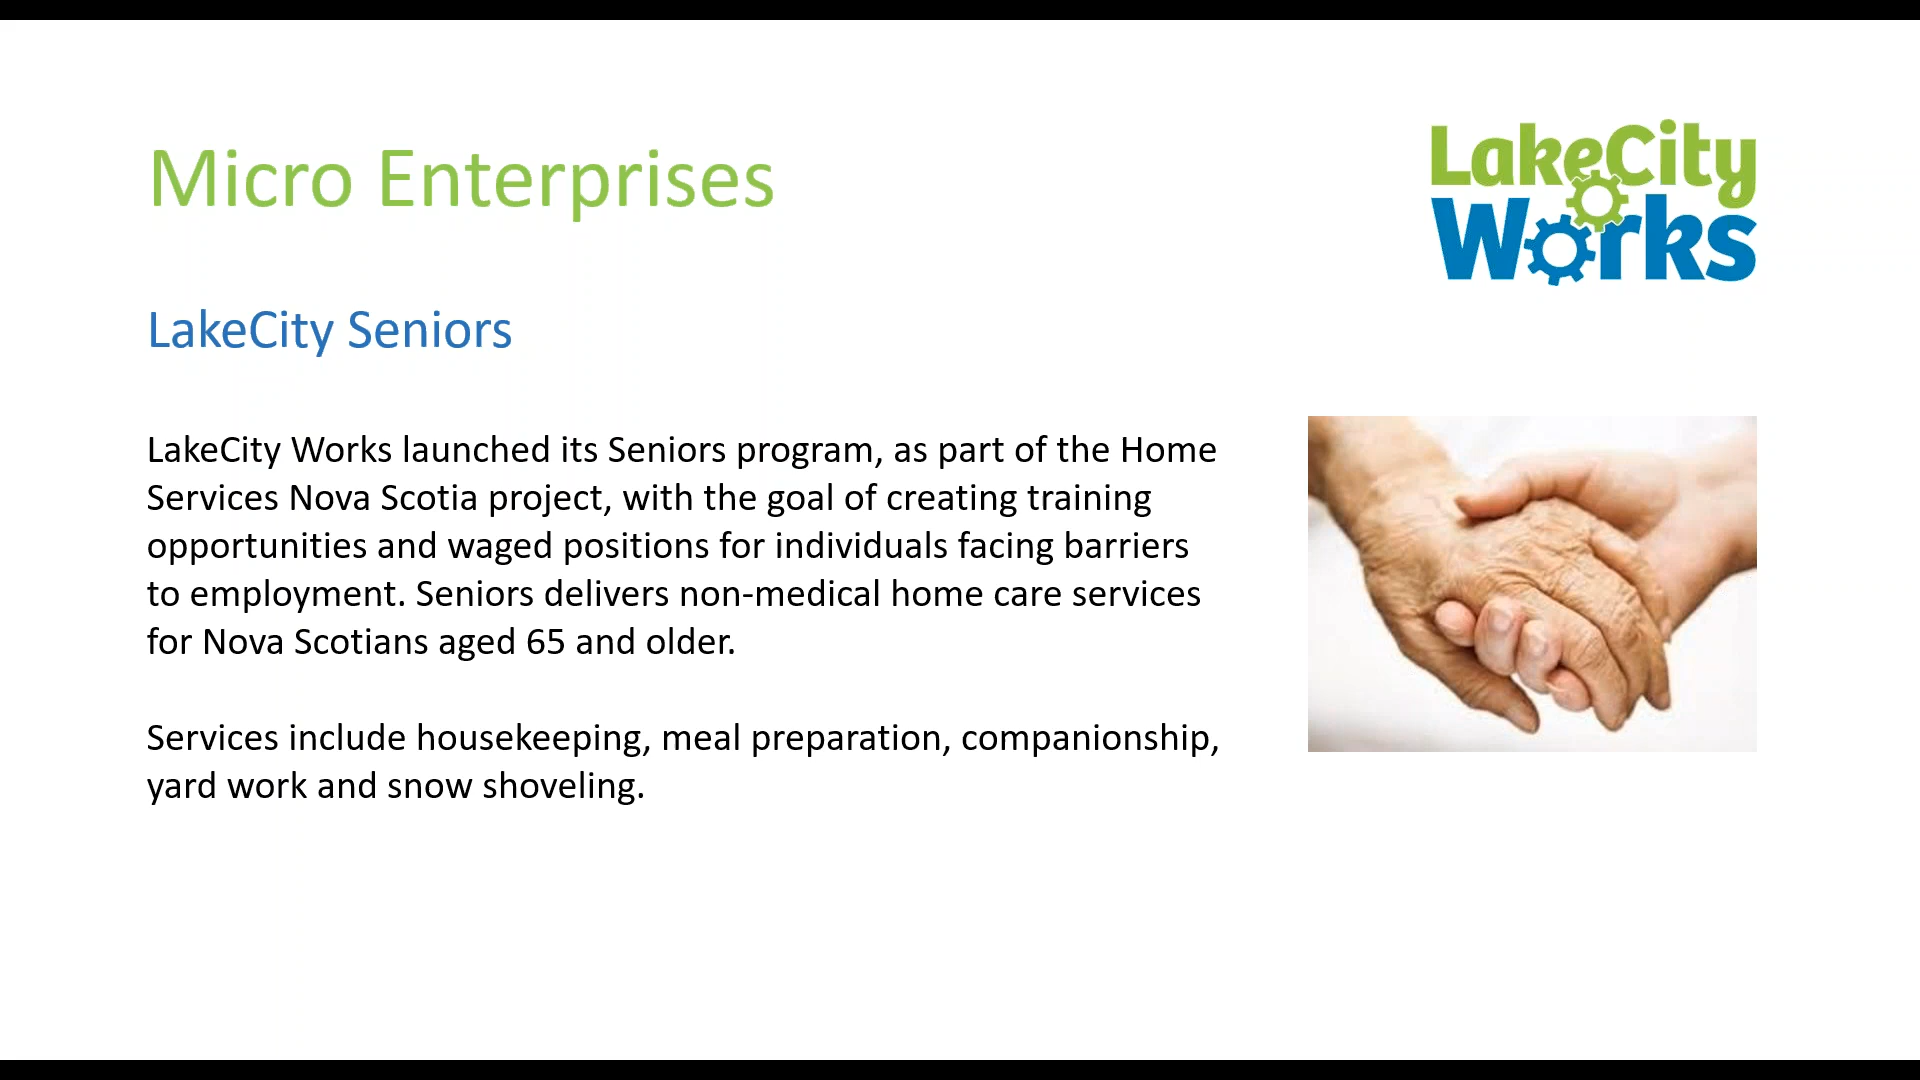 Micro Enterprises
LakeCity
Works
LakeCity Seniors
LakeCity Works launched its Seniors program, as part of the Home
Services Nova Scotia project, with the goal of creating training
opportunities and waged positions for individuals facing barriers
to employment. Seniors delivers non-medical home care services
for Nova Scotians aged 65 and older.
Services include housekeeping, meal preparation, companionship,
yard work and snow shoveling.